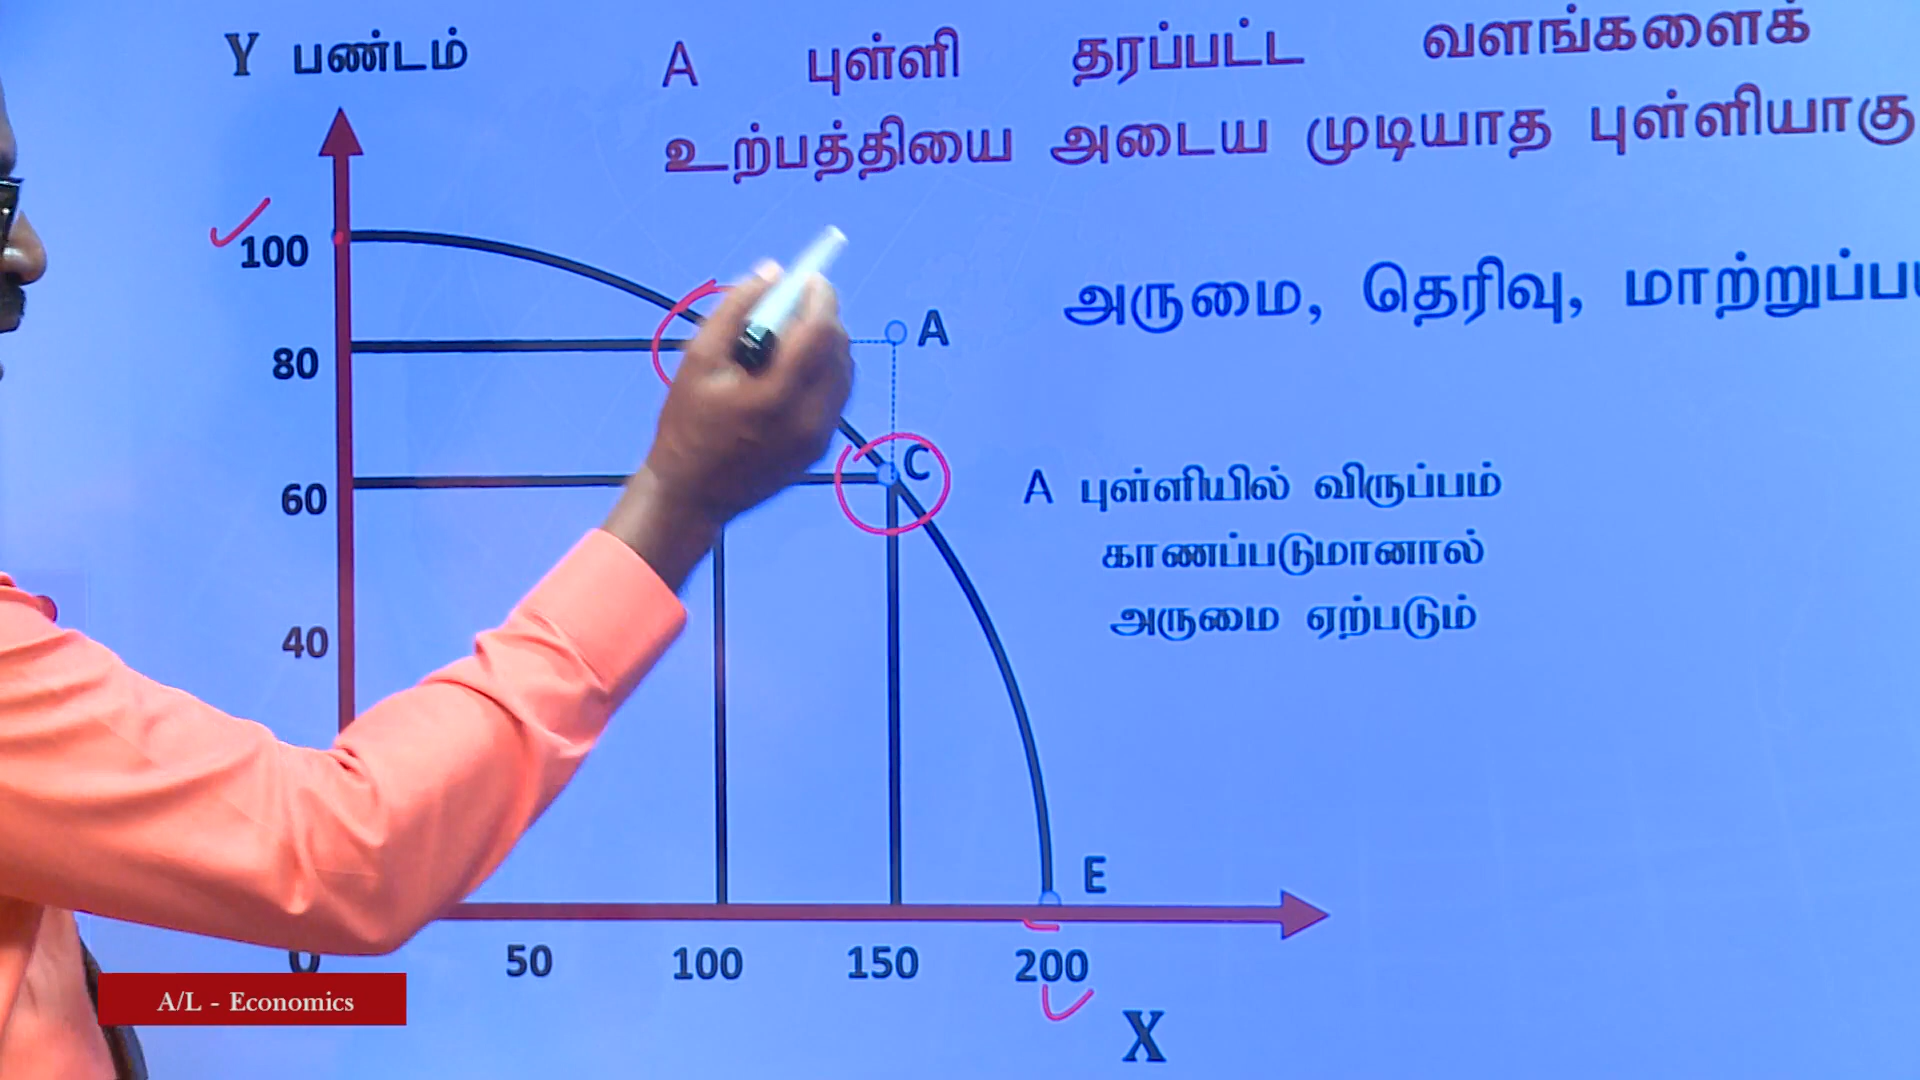 Y பண்டம்
A புள்ளி தரப்பட்ட வளங்களைக்
உற்பத்தியை அடைய முடியாத புள்ளியாகு
100
அருமை, தெரிவு, மாற்றுப்
A
80
C
60
A புள்ளியில் விருப்பம்
காணப்படுமானால்
அருமை ஏற்படும்
40
E
50 100 150 200
X
A/L - Economics